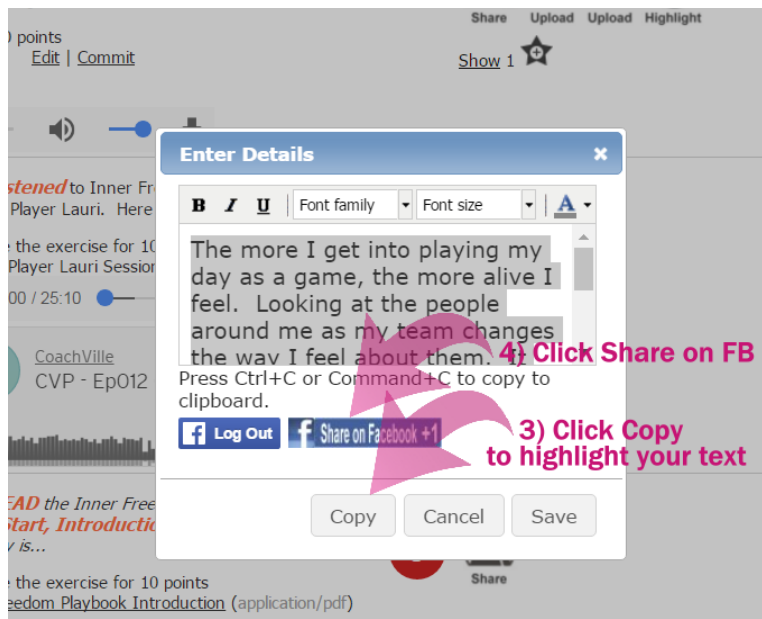 Share Upload Upload Highlight
) points
Edit | Commit
Show 1
Enter Details
stened to Inner Fr
Player Lauri. Here
B I U Font family Font size A
the exercise for 10
Player Lauri Session
00 / 25:10
The more I get into playing my
day as a game, the more alive I
feel. Looking at the people
around me as my team changes
the way I feel about them. It
4) Click Share on FB
CoachVille
CVP - Ep012
Press Ctrl+C or Command+C to copy to
clipboard.
f Log Out
f Share on Facebook +1
3) Click Copy
to highlight your text
EAD the Inner Free
Start, Introductio
y is...
Copy Cancel Save
the exercise for 10 points
Share
eedom Playbook Introduction (application/pdf)